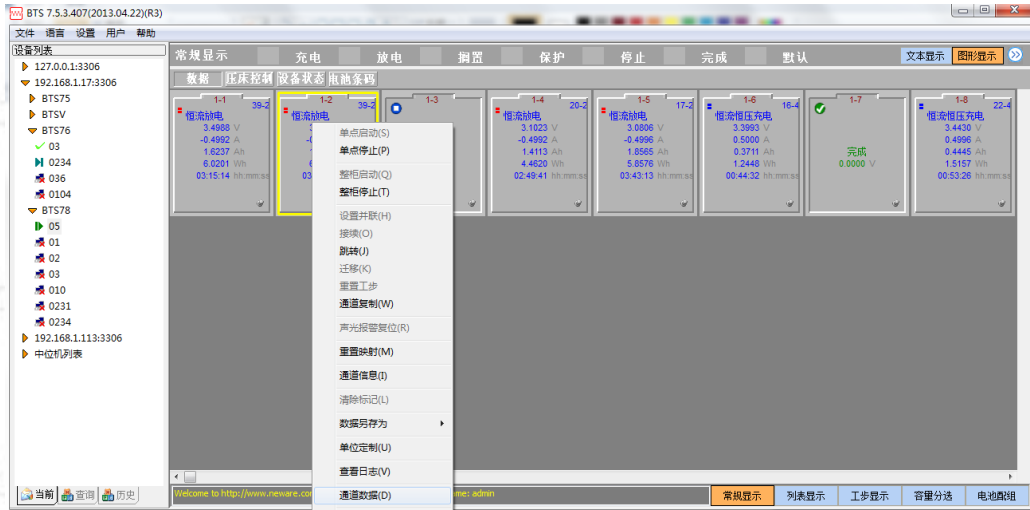 BTS 7.5.3.407(2013.04.22)(R3)
文件 语言 设置 用户 帮助
设备列表
127.0.0.1:3306
192.168.1.17:3306
BTS75
BTSV
BTS76
03
0234
036
0104
BTS78
05
01
02
03
010
0231
0234
192.168.1.113:3306
中位机列表
当前 查询 历史
常规显示 充电 放电 搁置 保护 停止 完成 默认 文本显示 图形显示
数据 压床控制 设备状态 电池条码
1-1 39-2
恒流放电
3.4988 V
-0.4992 A
1.6237 Ah
6.0201 Wh
03:15:14 hh:mm:ss
1-2 39-2
恒流放电
03
1-3
1-4 20-2
恒流放电
3.1023 V
-0.4992 A
1.4113 Ah
4.4620 Wh
02:49:41 hh:mm:ss
1-5 17-2
恒流放电
3.0806 V
-0.4996 A
1.8565 Ah
5.8576 Wh
03:43:13 hh:mm:ss
1-6 16-4
恒流恒压充电
3.3993 V
0.5000 A
0.3711 Ah
1.2448 Wh
00:44:32 hh:mm:ss
1-7
完成
0.0000 V
1-8 22-4
恒流恒压充电
3.4430 V
0.4996 A
0.4445 Ah
1.5157 Wh
00:53:26 hh:mm:ss
单点启动(S)
单点停止(P)
整柜启动(Q)
整柜停止(T)
设置并联(H)
接续(O)
跳转(J)
迁移(K)
重置工步
通道复制(W)
声光报警复位(R)
重置映射(M)
通道信息(I)
清除标记(L)
数据另存为
单位定制(U)
查看日志(V)
通道数据(D)
Welcome to http://www.neware.co
me: admin
常规显示 列表显示 工步显示 容量分选 电池配组